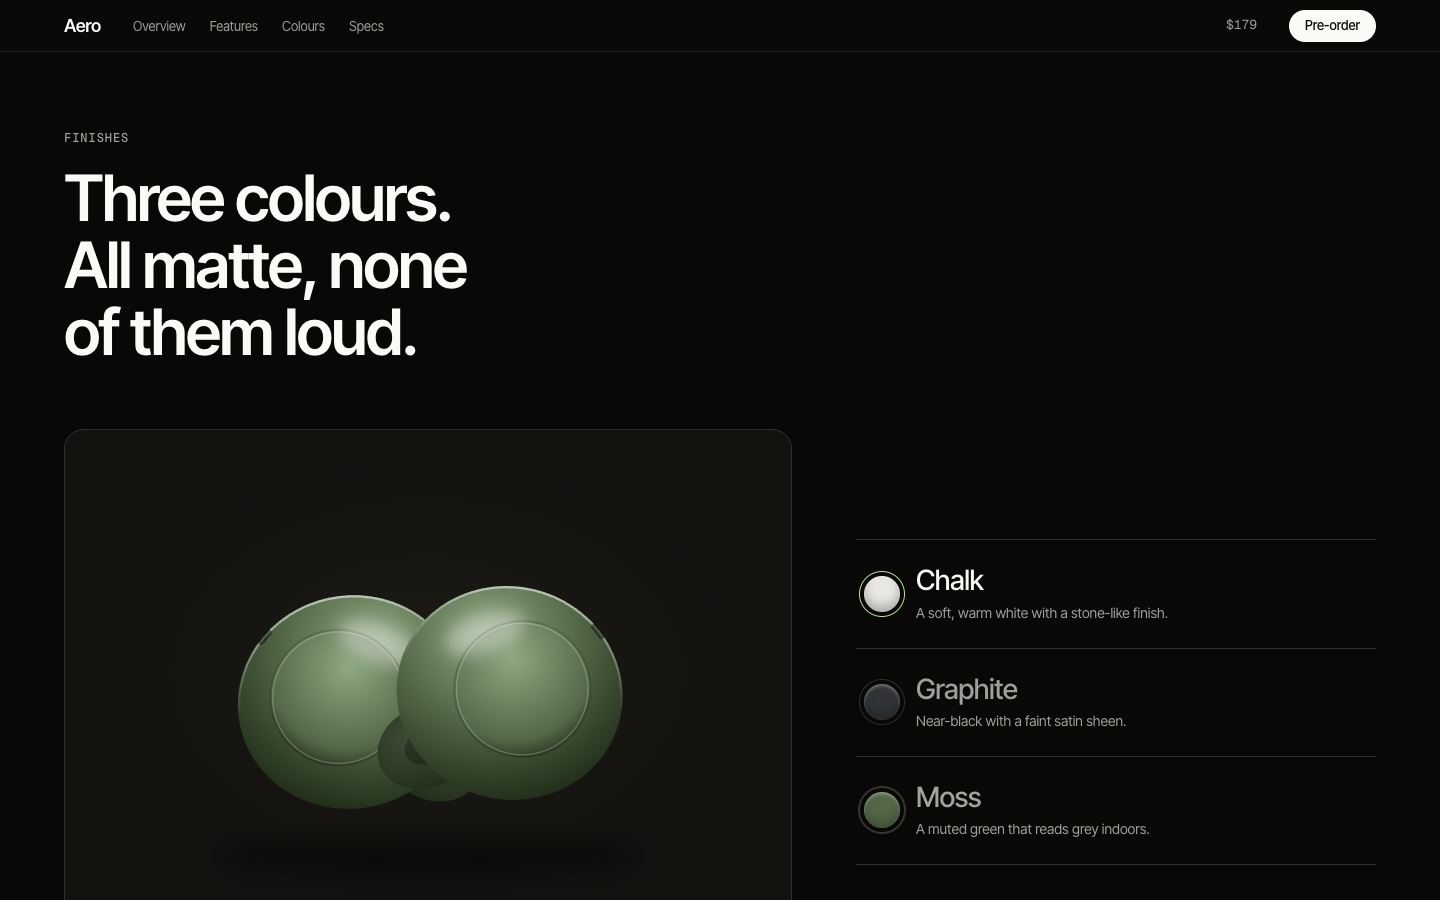 Aero
Overview
Features
Colours
Specs
$179
Pre-order
FINISHES
Three colours.
All matte, none
of them loud.
Chalk
A soft, warm white with a stone-like finish.
Graphite
Near-black with a faint satin sheen.
Moss
A muted green that reads grey indoors.